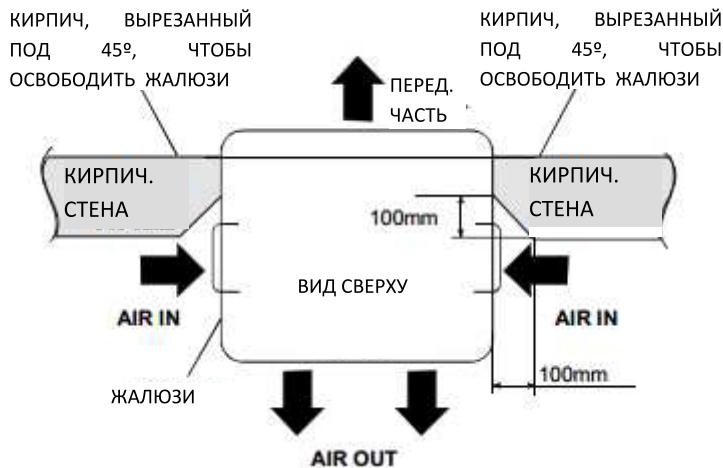 КИРПИЧ, ВЫРЕЗАННЫЙ
ПОД 45º, ЧТОБЫ
ОСВОБОДИТЬ ЖАЛЮЗИ
КИРПИЧ, ВЫРЕЗАННЫЙ
ПОД 45º, ЧТОБЫ
ОСВОБОДИТЬ ЖАЛЮЗИ
ПЕРЕД.
ЧАСТЬ
КИРПИЧ.
СТЕНА
КИРПИЧ.
СТЕНА
100mm
ВИД СВЕРХУ
AIR IN
AIR IN
100mm
ЖАЛЮЗИ
AIR OUT